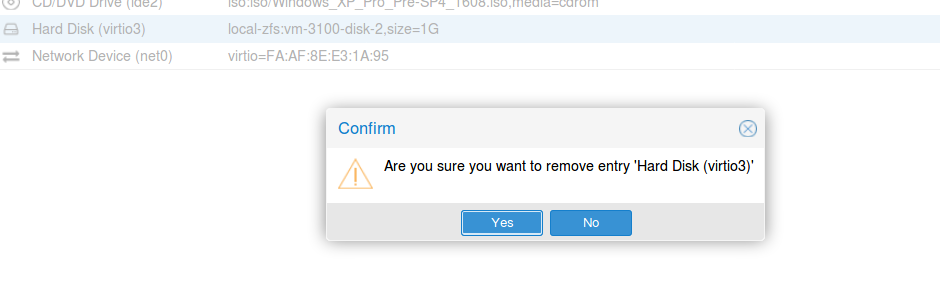 CD/DVD Drive (ide2) iso:iso/Windows_XP_Pro_Pre-SP4_1608.iso,media=cdrom
Hard Disk (virtio3) local-zfs:vm-3100-disk-2,size=1G
Network Device (net0) virtio=FA:AF:8E:E3:1A:95
Confirm
Are you sure you want to remove entry 'Hard Disk (virtio3)'
Yes No